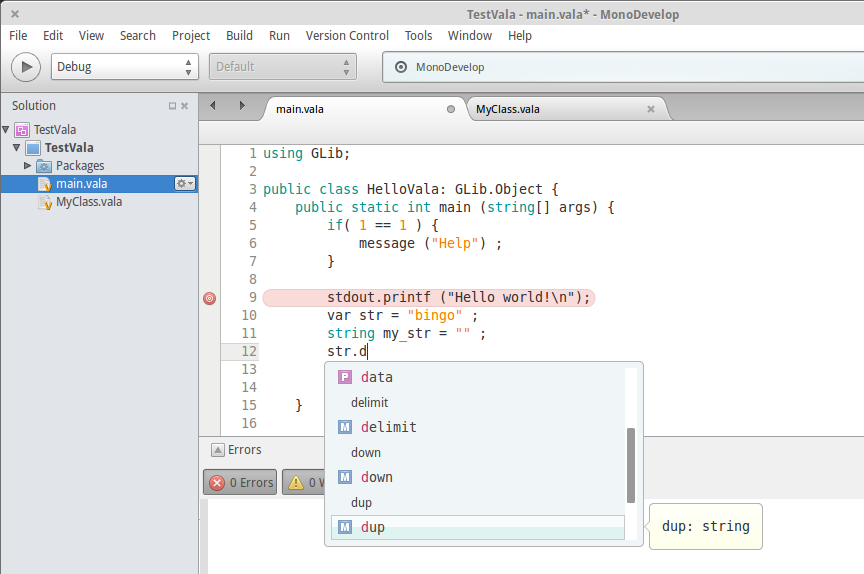 TestVala - main.vala* - MonoDevelop
File Edit View Search Project Build Run Version Control Tools Window Help
Debug Default MonoDevelop
Solution
TestVala
TestVala
Packages
main.vala
MyClass.vala
main.vala MyClass.vala
1 using GLib;
2
3 public class HelloVala: GLib.Object {
4     public static int main (string[] args) {
5         if( 1 == 1 ) {
6             message ("Help") ;
7         }
8
9         stdout.printf ("Hello world!\n");
10         var str = "bingo" ;
11         string my_str = "" ;
12         str.d
13
14
15     }
16
P data
delimit
M delimit
down
M down
dup
M dup
dup: string
Errors
0 Errors